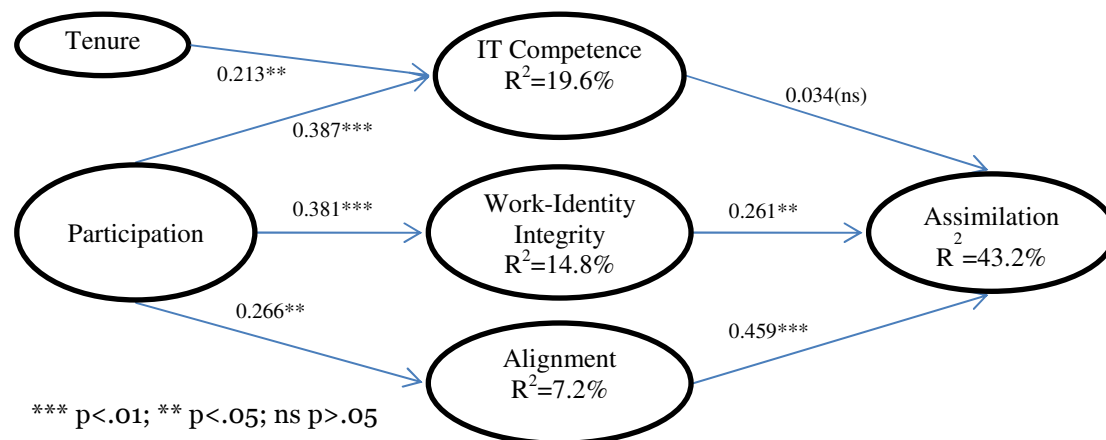 Tenure
IT Competence
R²=19.6%
0.213**
0.034(ns)
0.387***
Participation
0.381***
Work-Identity
Integrity
R²=14.8%
0.261**
Assimilation
R²=43.2%
0.266**
0.459***
Alignment
R²=7.2%
*** p<.01; ** p<.05; ns p>.05